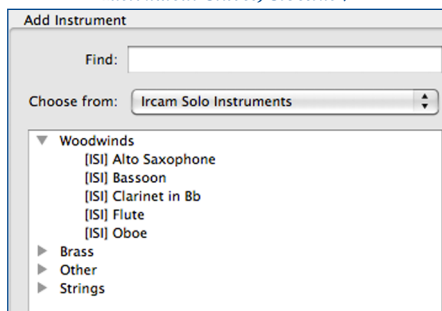 Add Instrument
Find:
Choose from: Ircam Solo Instruments
Woodwinds
[ISI] Alto Saxophone
[ISI] Bassoon
[ISI] Clarinet in Bb
[ISI] Flute
[ISI] Oboe
Brass
Other
Strings